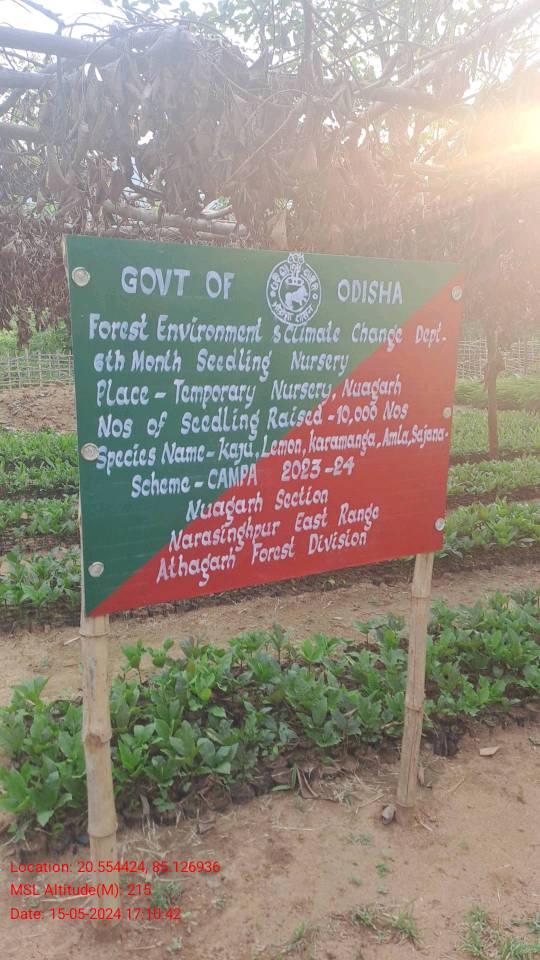 GOVT OF ODISHA
Forest Environment & Climate Change Dept.
6th Month Seedling Nursery
Place - Temporary Nursery, Nuagarh
Nos of Seedling Raised - 10,000 Nos
Species Name - Kaju, Lemon, Karamanga, Amla, Sajana-
Scheme - CAMPA 2023-24
Nuagarh Section
Narasinghpur East Range
Athagarh Forest Division
Location: 20.554424, 85.126936
MSL Altitude(M): 215
Date: 15-05-2024 17:10:42